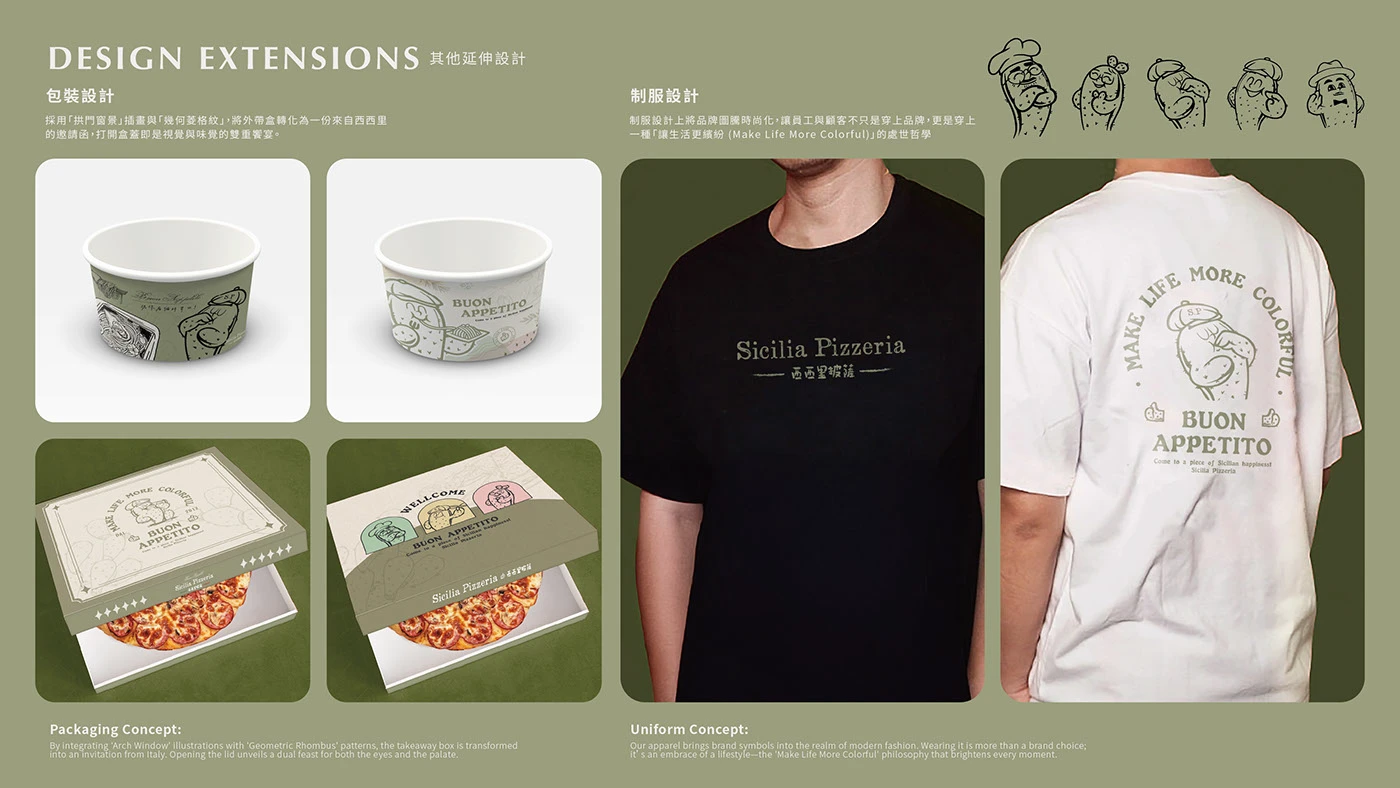 DESIGN EXTENSIONS 其他延伸設計
包裝設計
採用「拱門窗景」插畫與「幾何菱格紋」，將外帶盒轉化為一份來自西西里
的邀請函，打開盒蓋即是視覺與味覺的雙重饗宴。
制服設計
制服設計上將品牌圖騰時尚化，讓員工與顧客不只是穿上品牌，更是穿上
一種「讓生活更繽紛 (Make Life More Colorful)」的處世哲學
S.P
BUON
APPETITO
Sicilia Pizzeria
西西里披薩
MAKE LIFE MORE COLORFUL
S.P
BUON
APPETITO
Come to a piece of Sicilian happiness!
Sicilia Pizzeria
MAKE LIFE MORE COLORFUL
BUON
APPETITO
Sicilia Pizzeria
WELLCOME
BUON APPETITO
Come to a piece of Sicilian happiness!
Sicilia Pizzeria
Sicilia Pizzeria
Packaging Concept:
By integrating 'Arch Window' illustrations with 'Geometric Rhombus' patterns, the takeaway box is transformed
into an invitation from Italy. Opening the lid unveils a dual feast for both the eyes and the palate.
Uniform Concept:
Our apparel brings brand symbols into the realm of modern fashion. Wearing it is more than a brand choice;
it's an embrace of a lifestyle—the 'Make Life More Colorful' philosophy that brightens every moment.